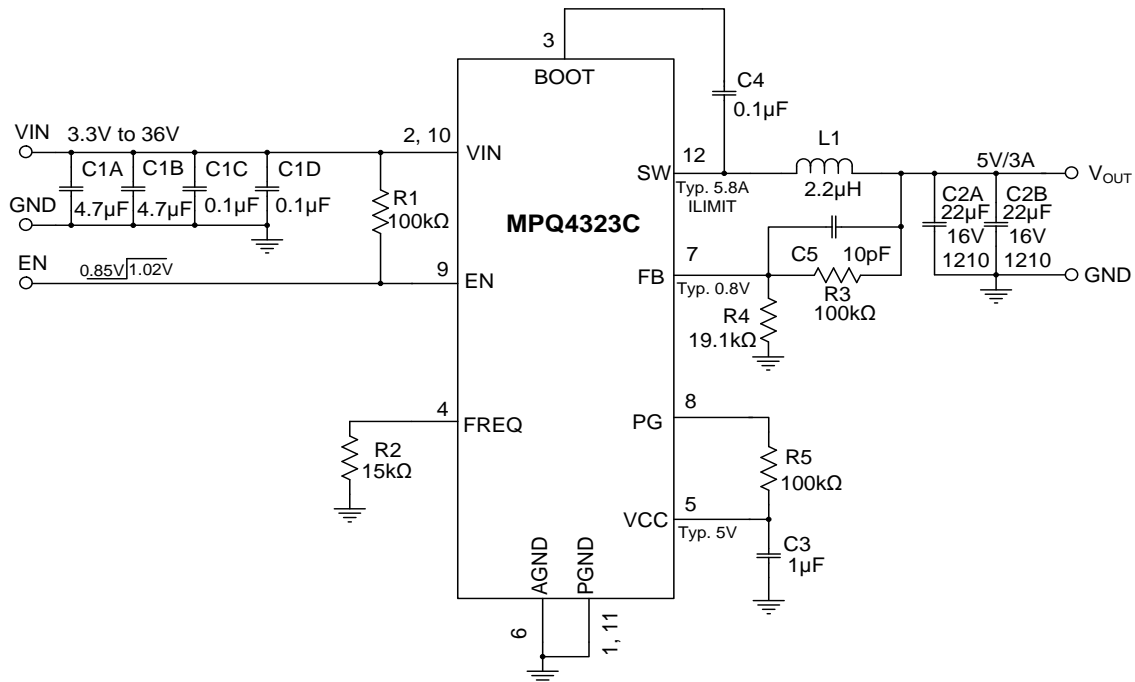 3
BOOT
C4
0.1µF
VIN 3.3V to 36V
2, 10
VIN
C1A C1B C1C C1D
4.7µF 4.7µF 0.1µF 0.1µF
GND
R1
100kΩ
EN
0.85V 1.02V
9
EN
MPQ4323C
12
SW
Typ. 5.8A
ILIMIT
L1
2.2µH
5V/3A
VOUT
C2A C2B
22µF 22µF
16V 16V
1210 1210
GND
7
FB
Typ. 0.8V
C5 10pF
R3
100kΩ
R4
19.1kΩ
4
FREQ
R2
15kΩ
8
PG
R5
100kΩ
5
VCC
Typ. 5V
C3
1µF
AGND
PGND
6
1, 11